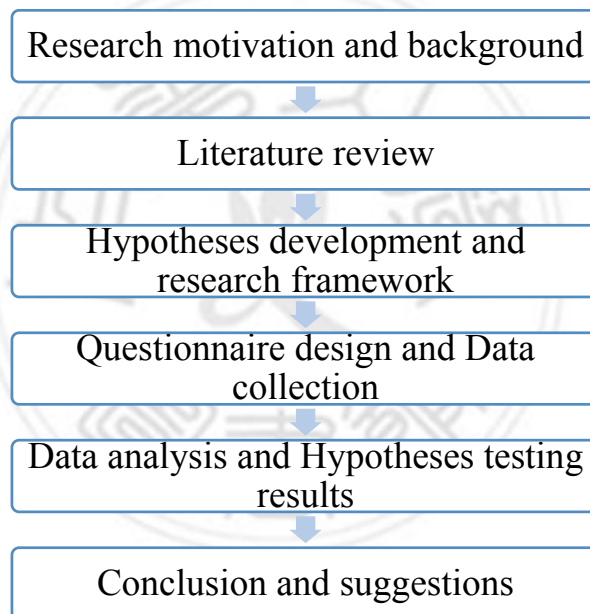 Research motivation and background
Literature review
Hypotheses development and
research framework
Questionnaire design and Data
collection
Data analysis and Hypotheses testing
results
Conclusion and suggestions